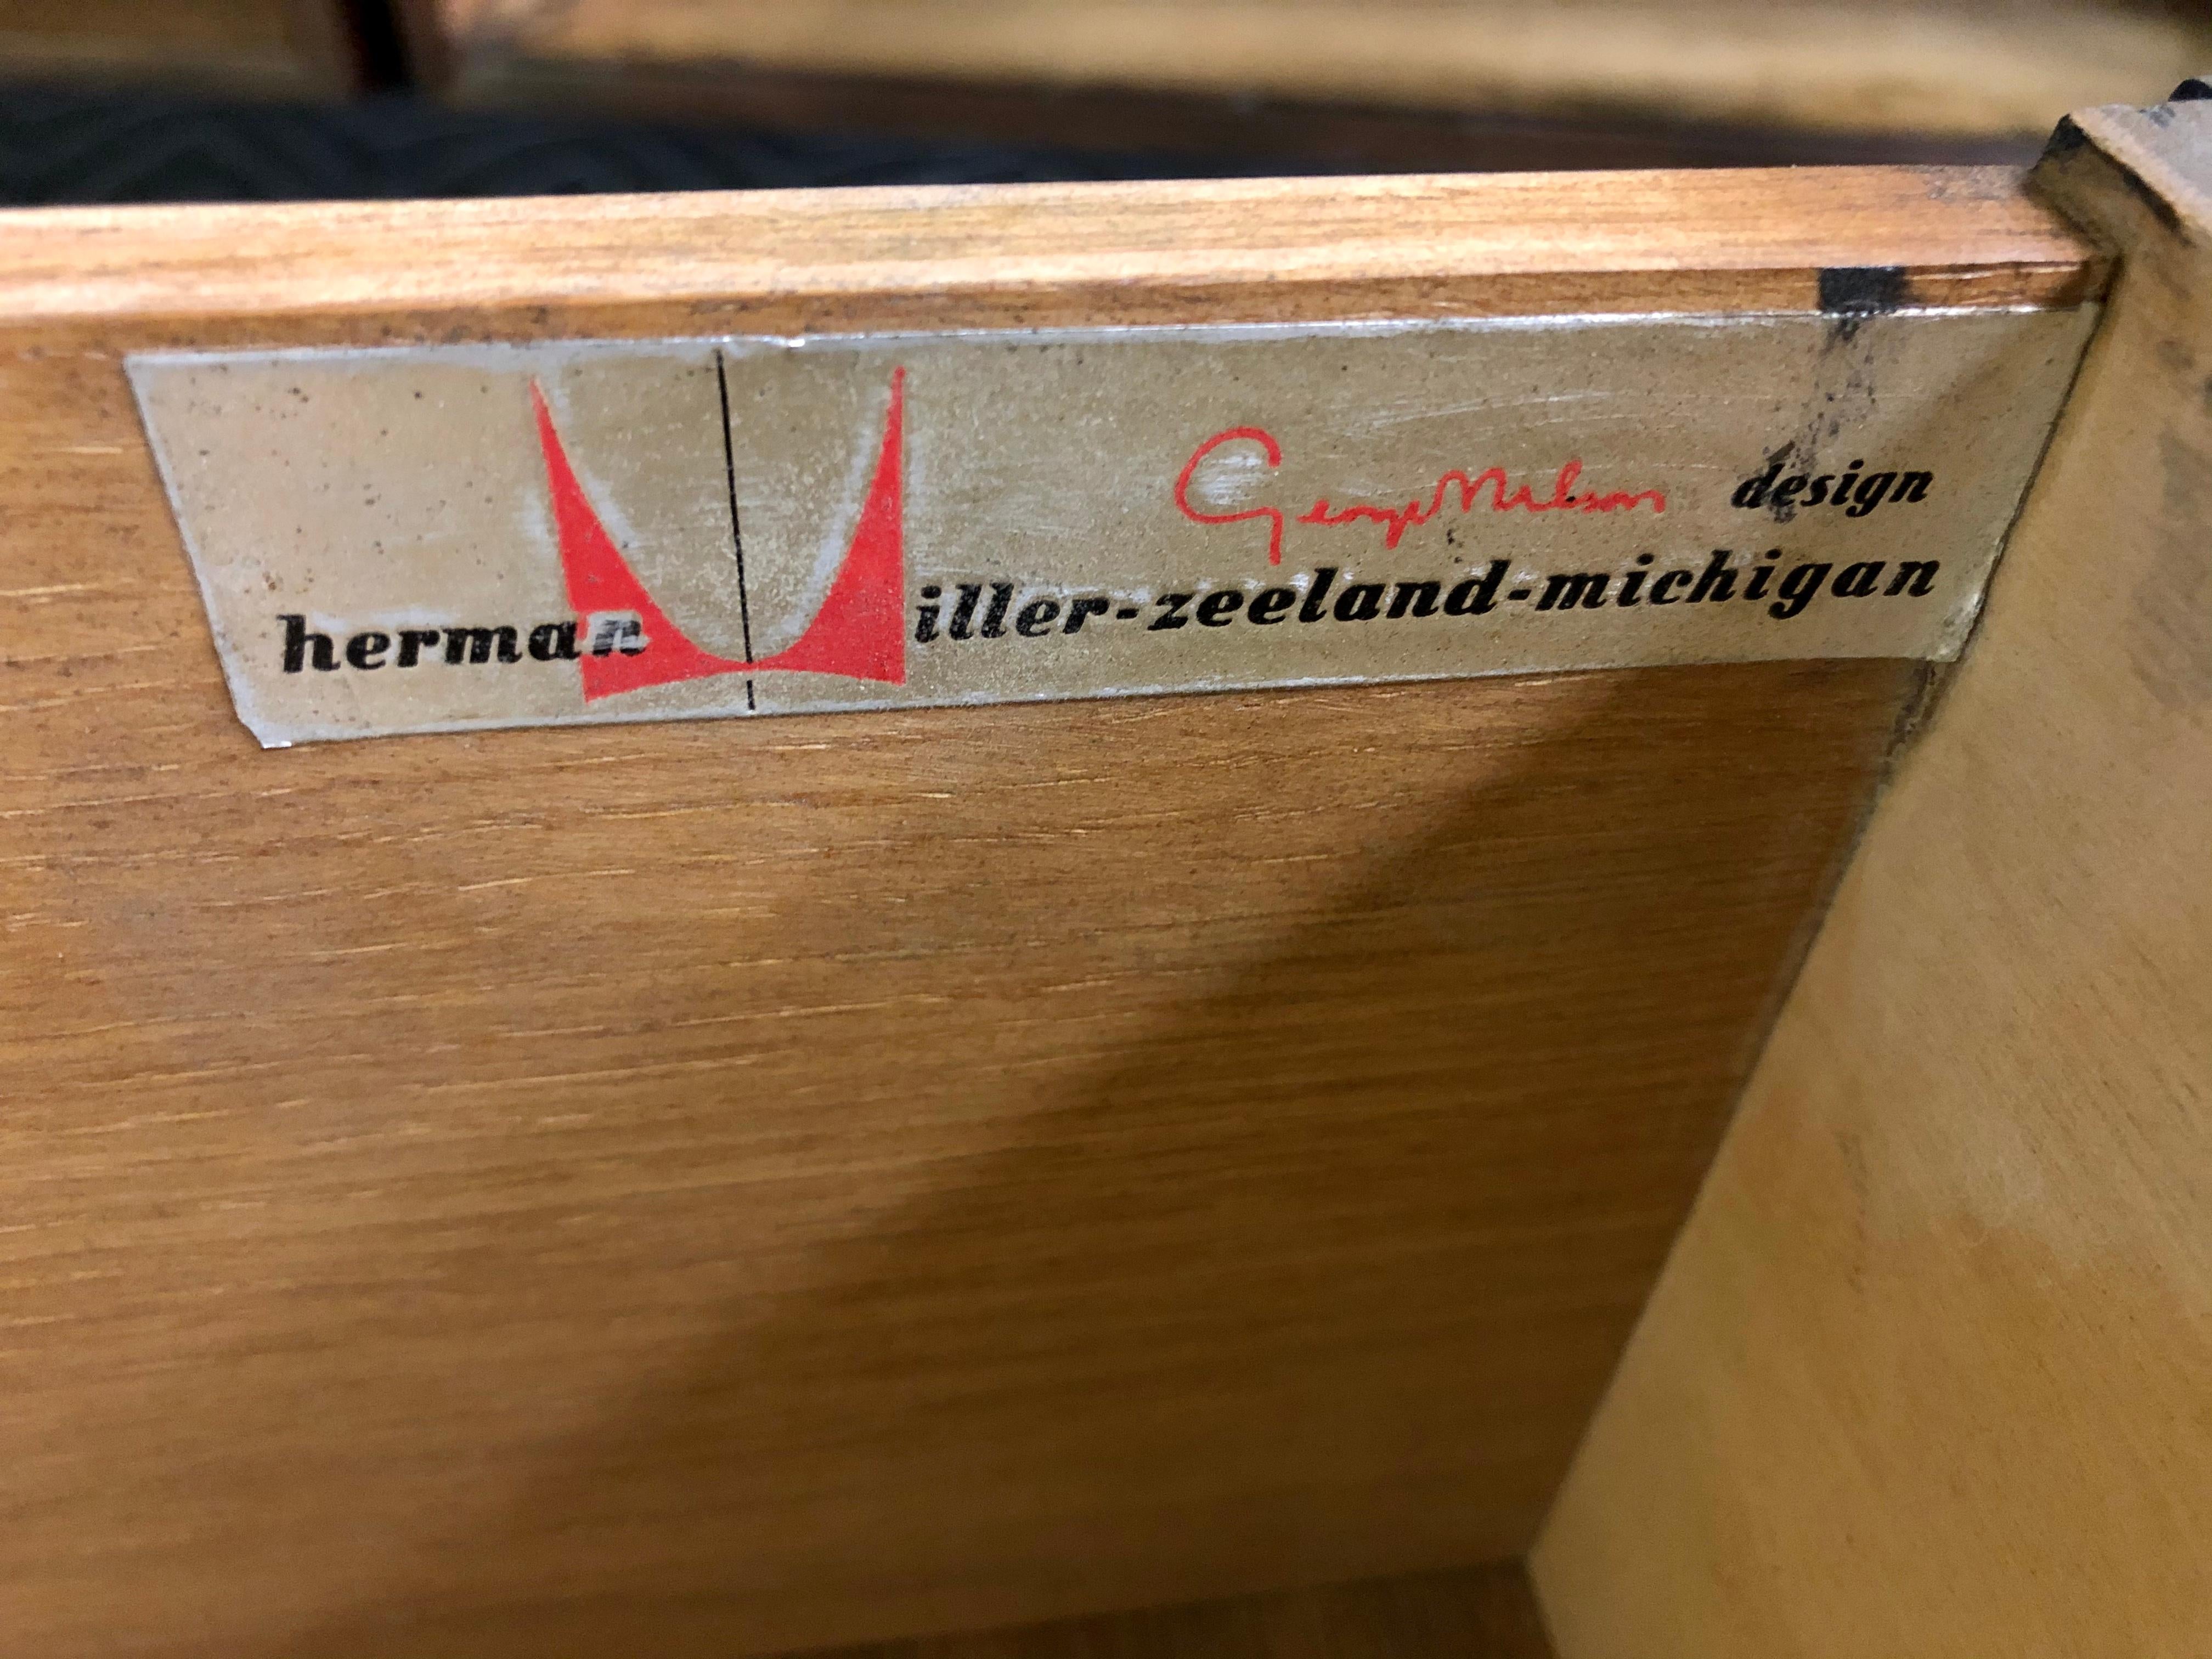 George Nelson design
herman Miller-zeeland-michigan